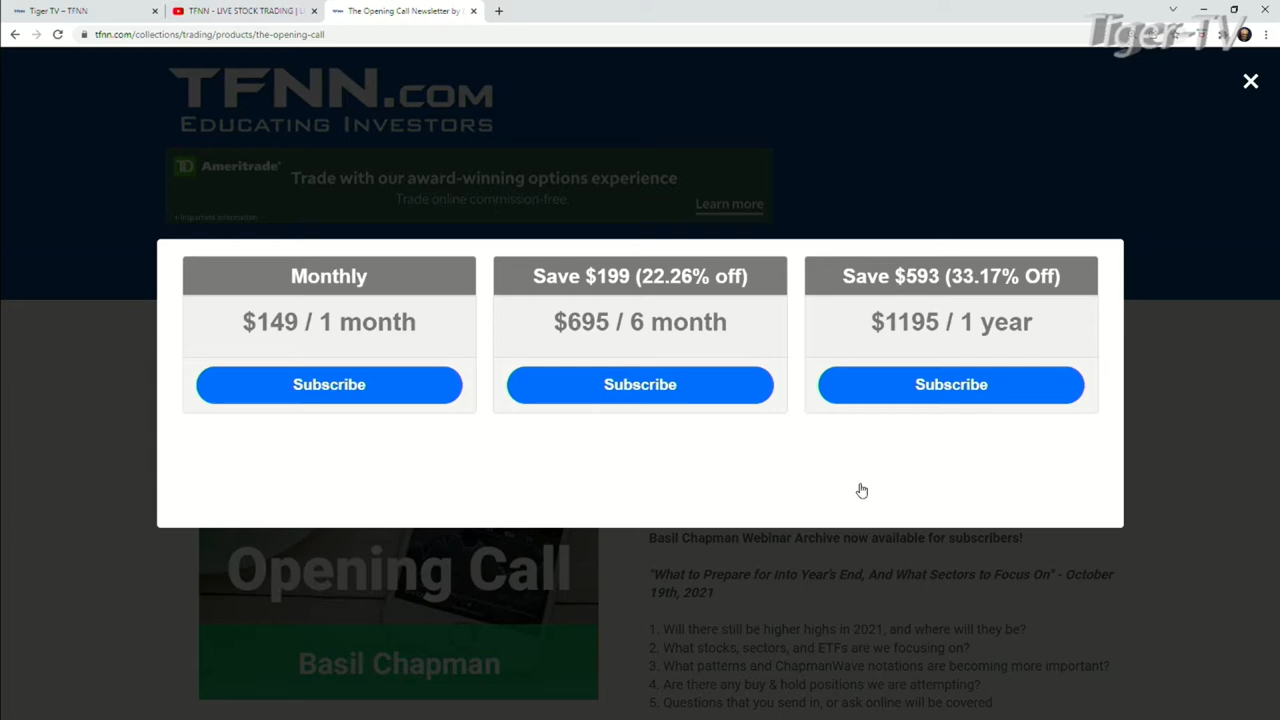 Tiger TV – TFNN
TFNN - LIVE STOCK TRADING |
The Opening Call Newsletter by
tfnn.com/collections/trading/products/the-opening-call
Tiger-TV
TFNN.COM
EDUCATING INVESTORS
TD Ameritrade®
Trade with our award-winning options experience
Trade online commission-free.
Learn more
+ Important Information
Monthly
$149 / 1 month
Subscribe
Save $199 (22.26% off)
$695 / 6 month
Subscribe
Save $593 (33.17% Off)
$1195 / 1 year
Subscribe
Opening Call
Basil Chapman
Basil Chapman Webinar Archive now available for subscribers!
"What to Prepare for Into Year's End, And What Sectors to Focus On" - October
19th, 2021
1. Will there still be higher highs in 2021, and where will they be?
2. What stocks, sectors, and ETFs are we focusing on?
3. What patterns and ChapmanWave notations are becoming more important?
4. Are there any buy & hold positions we are attempting?
5. Questions that you send in, or ask online will be covered